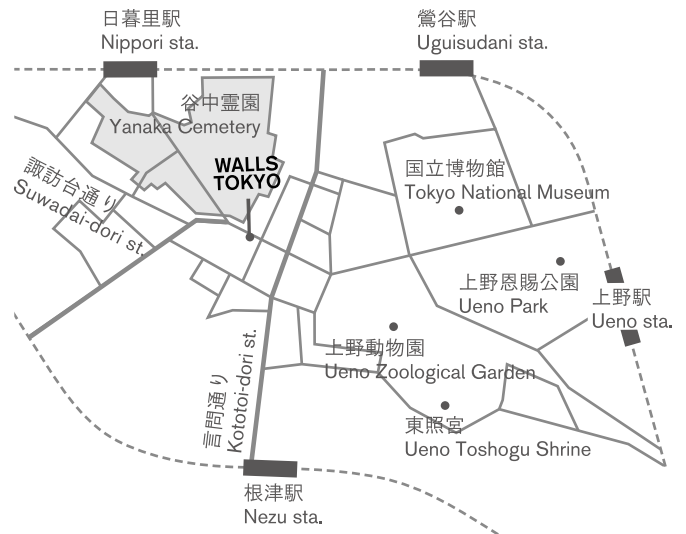 日暮里駅
Nippori sta.
鶯谷駅
Uguisudani sta.
谷中霊園
Yanaka Cemetery
WALLS
TOKYO
諏訪台通り
Suwadai-dori st.
国立博物館
Tokyo National Museum
上野恩賜公園
Ueno Park
上野駅
Ueno sta.
上野動物園
Ueno Zoological Garden
言問通り
Kototoi-dori st.
東照宮
Ueno Toshogu Shrine
根津駅
Nezu sta.